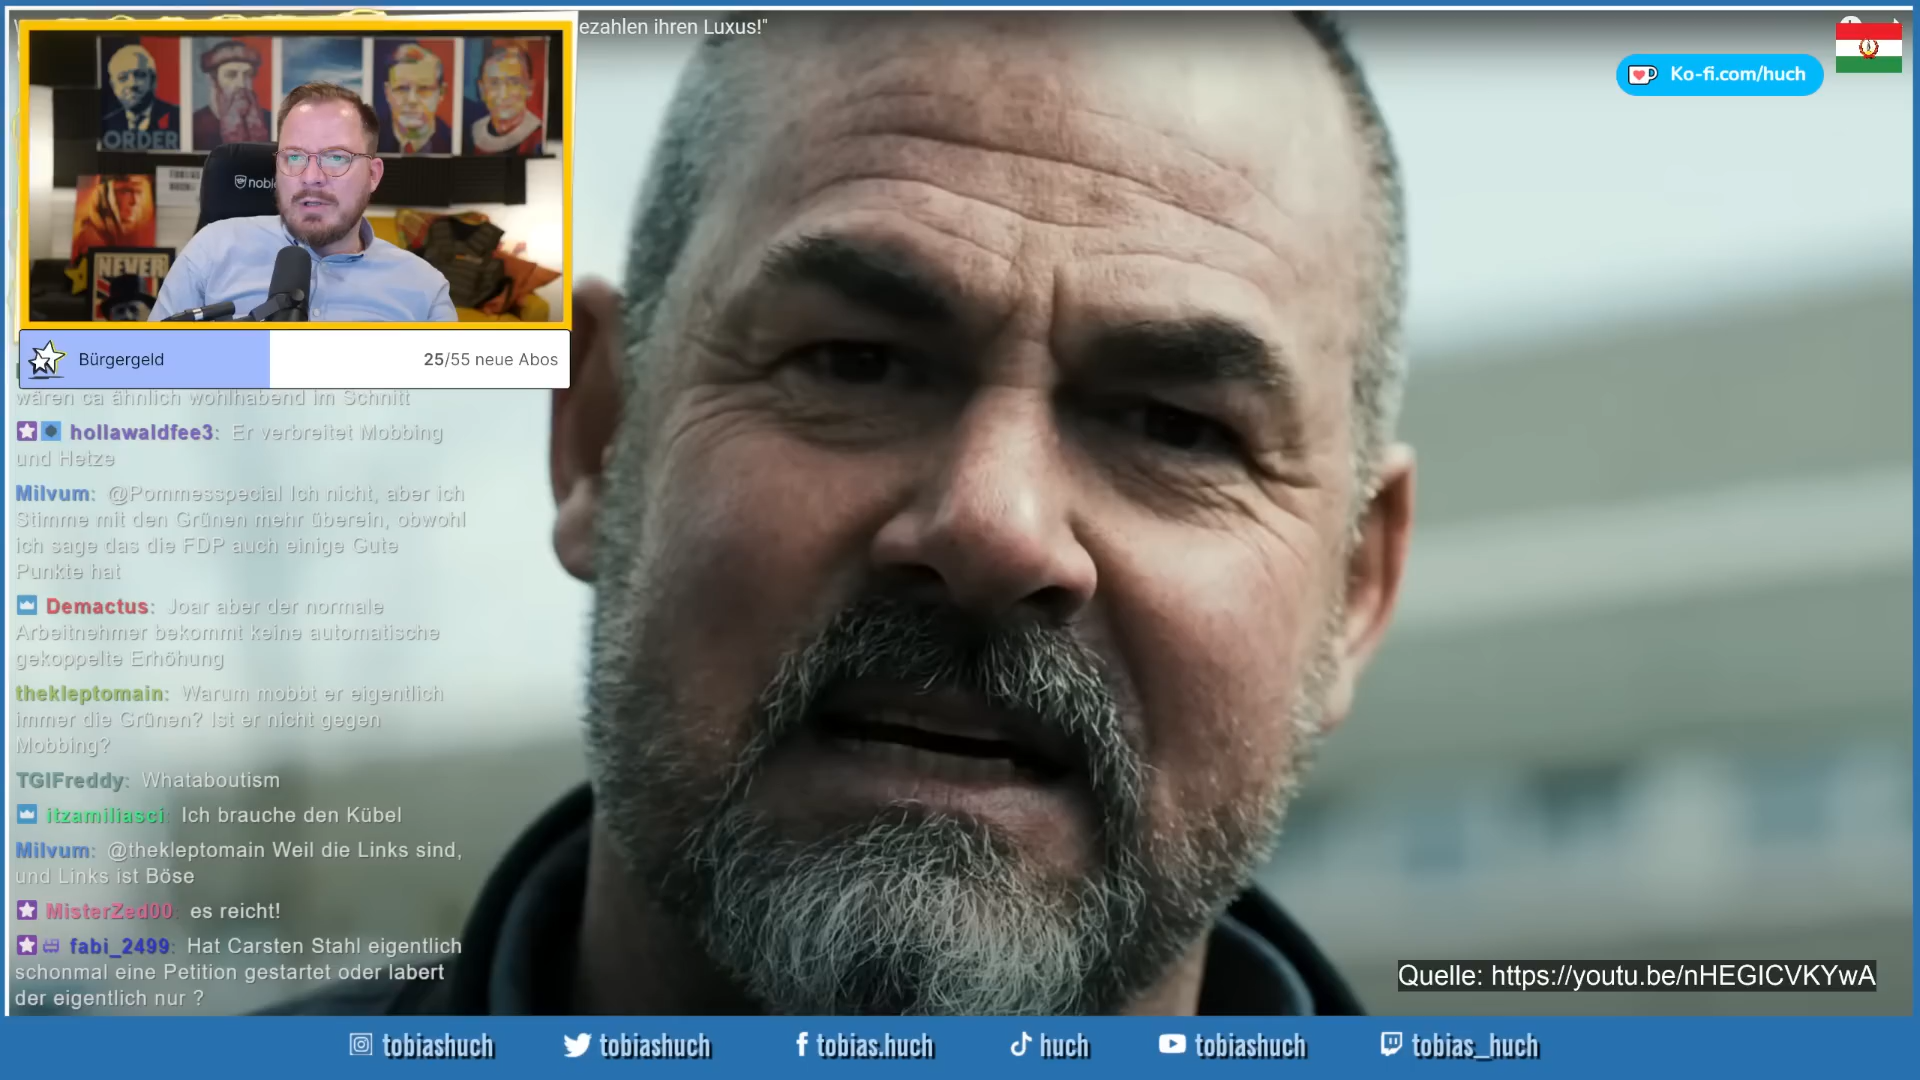 ezahlen ihren Luxus!"
Ko-fi.com/huch
ORDER
noble
NEVER
Bürgergeld
25/55 neue Abos
wären ca ähnlich wohlhabend im Schnitt
hollawaldfee3: Er verbreitet Mobbing
und Hetze
Milvum: @Pommesspecial Ich nicht, aber ich
Stimme mit den Grünen mehr überein, obwohl
ich sage das die FDP auch einige Gute
Punkte hat
Demactus: Joar aber der normale
Arbeitnehmer bekommt keine automatische
gekoppelte Erhöhung
thekleptomain: Warum mobbt er eigentlich
immer die Grünen? Ist er nicht gegen
Mobbing?
TGIFreddy: Whataboutism
itzamiliasci: Ich brauche den Kübel
Milvum: @thekleptomain Weil die Links sind,
und Links ist Böse
MisterZed00: es reicht!
fabi_2499: Hat Carsten Stahl eigentlich
schonmal eine Petition gestartet oder labert
der eigentlich nur ?
Quelle: https://youtu.be/nHEGICVKYwA
tobiashuch
tobiashuch
tobias.huch
huch
tobiashuch
tobias_huch